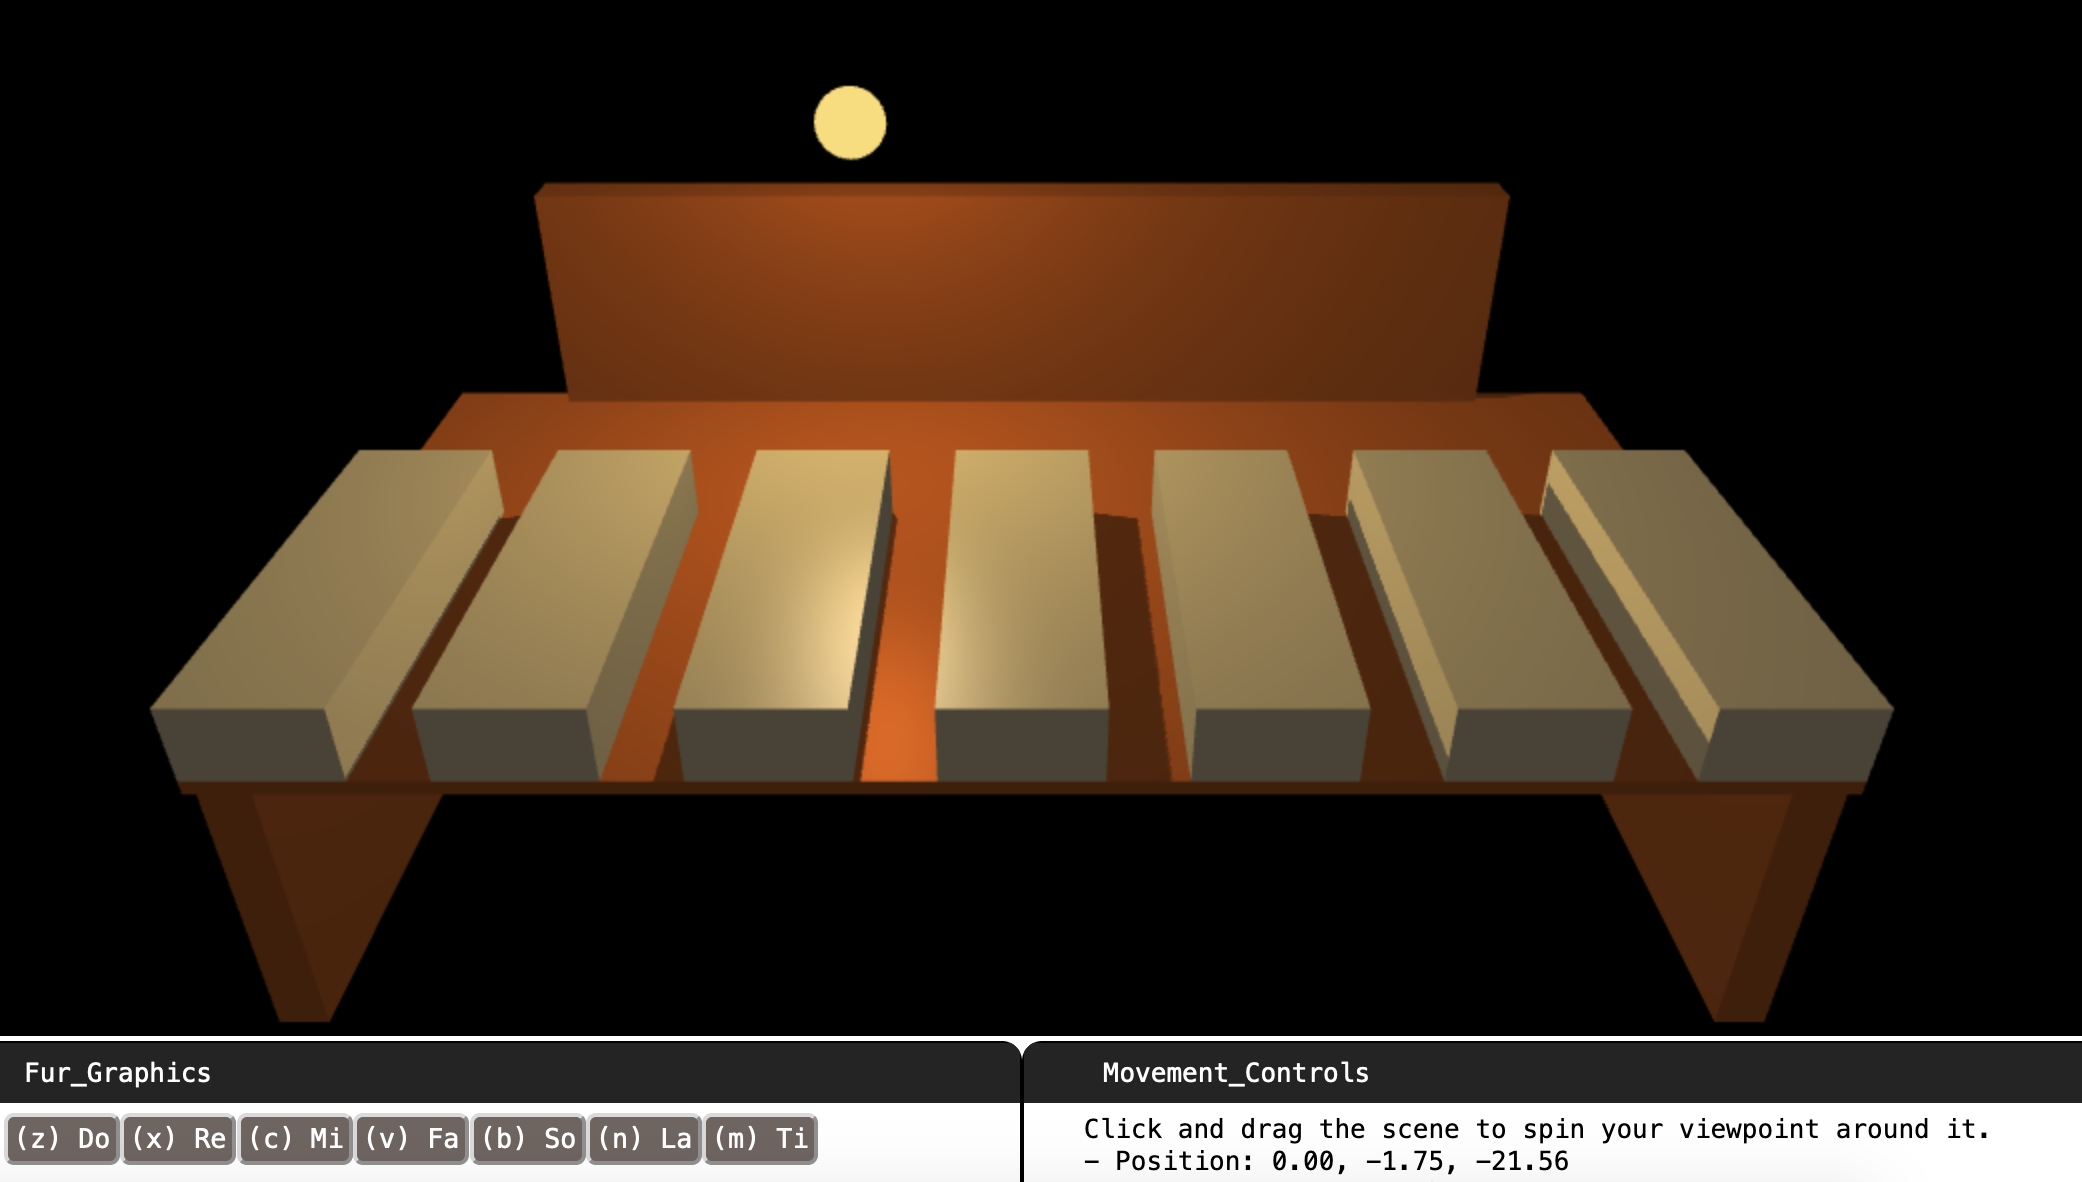 Fur_Graphics
(z) Do (x) Re (c) Mi (v) Fa (b) So (n) La (m) Ti
Movement_Controls
Click and drag the scene to spin your viewpoint around it.
- Position: 0.00, -1.75, -21.56